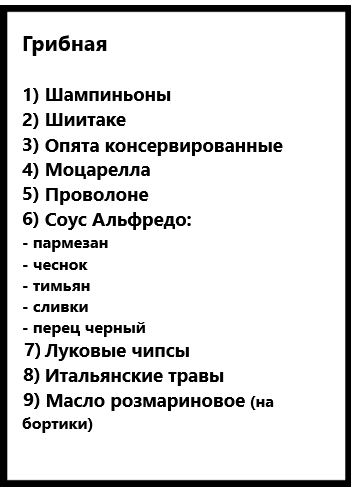 Грибная
1) Шампиньоны
2) Шиитаке
3) Опята консервированные
4) Моцарелла
5) Проволоне
6) Соус Альфредо:
- пармезан
- чеснок
- тимьян
- сливки
- перец черный
7) Луковые чипсы
8) Итальянские травы
9) Масло розмариновое (на
бортики)